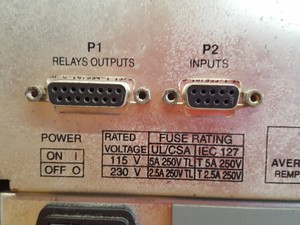 P1
RELAYS OUTPUTS
P2
INPUTS
POWER
ON I
OFF O
RATED VOLTAGE
FUSE RATING
UL/CSA IEC 127
115 V 5A 250V TL T 5A 250V
230 V 2.5A 250V TL T 2.5A 250V
AVER
REMP